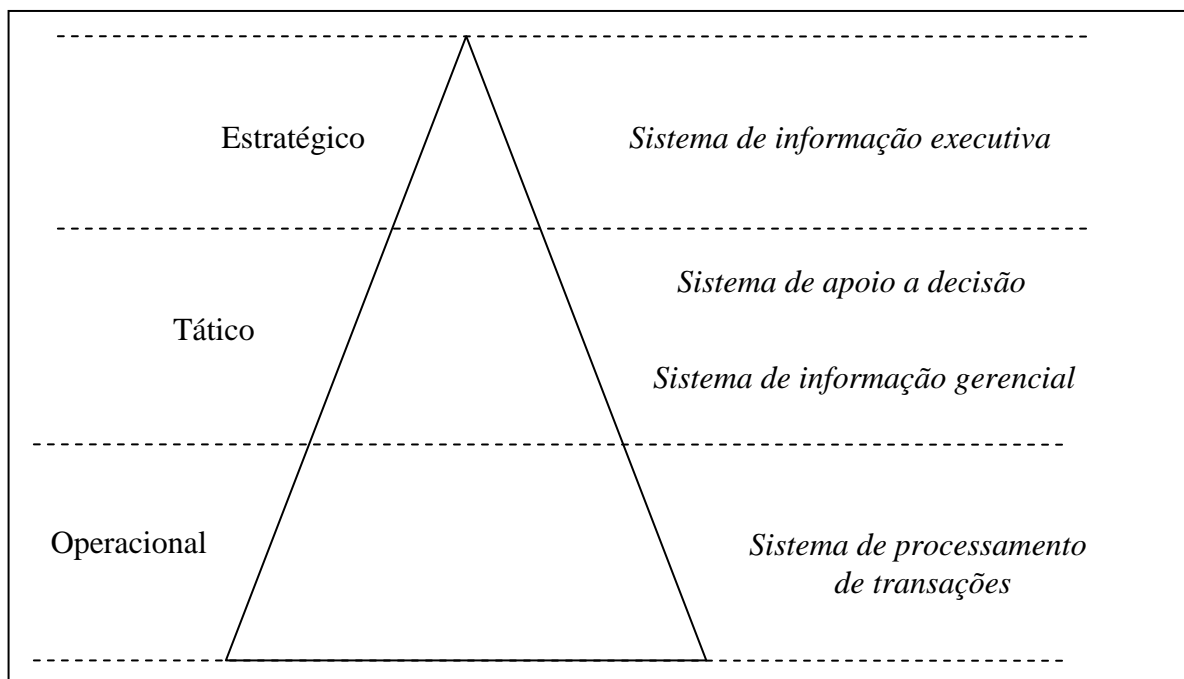 Estratégico
Sistema de informação executiva
Sistema de apoio a decisão
Tático
Sistema de informação gerencial
Operacional
Sistema de processamento
de transações